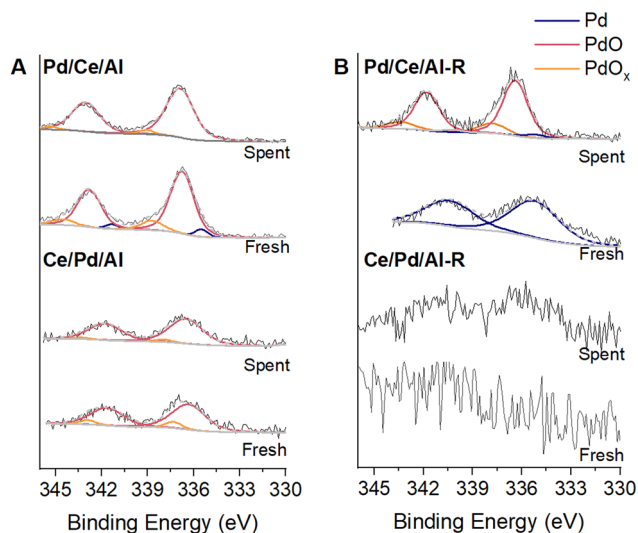 A
Pd/Ce/Al
Spent
Fresh
Ce/Pd/Al
Spent
Fresh
345 342 339 336 333 330
Binding Energy (eV)
Pd
PdO
PdOₓ
B
Pd/Ce/Al-R
Spent
Fresh
Ce/Pd/Al-R
Spent
Fresh
345 342 339 336 333 330
Binding Energy (eV)